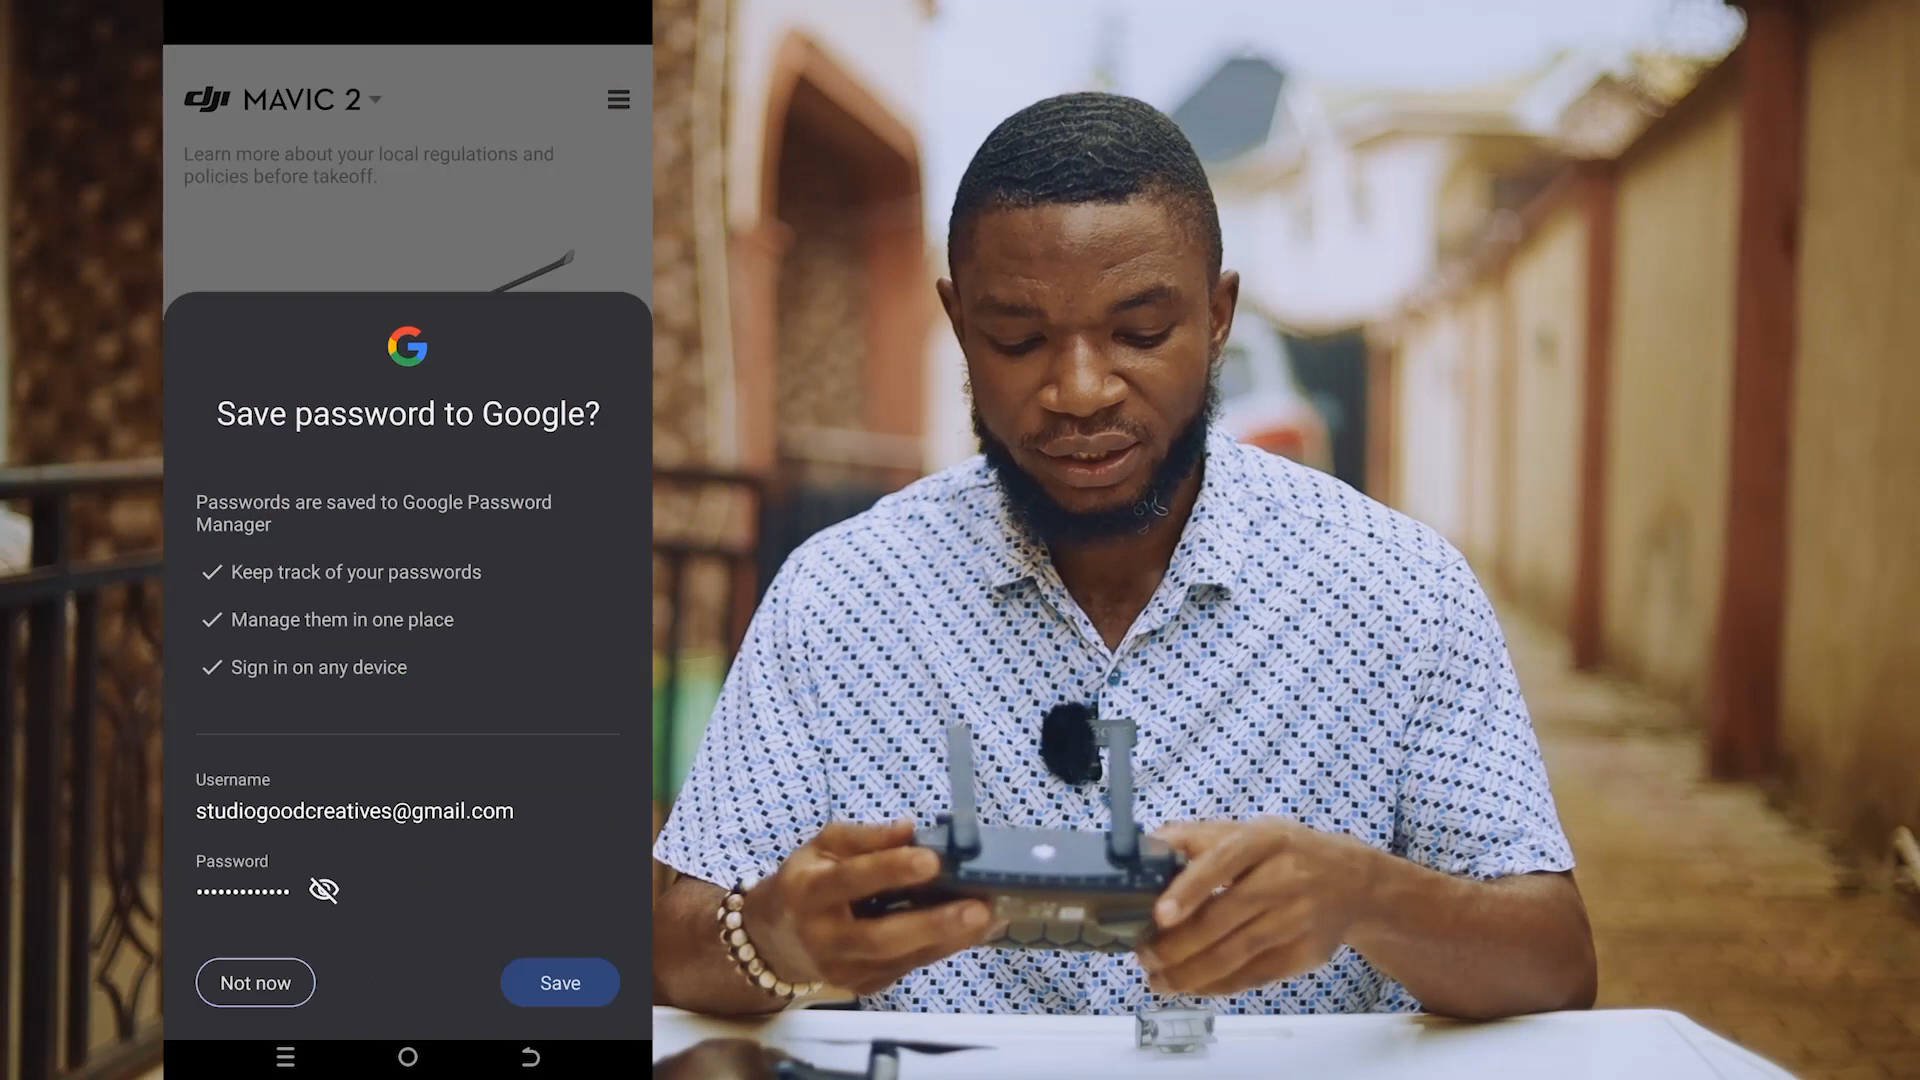 dji MAVIC 2
Learn more about your local regulations and
policies before takeoff.
Save password to Google?
Passwords are saved to Google Password
Manager
Keep track of your passwords
Manage them in one place
Sign in on any device
Username
studiogoodcreatives@gmail.com
Password
•••••••••••••
Not now
Save